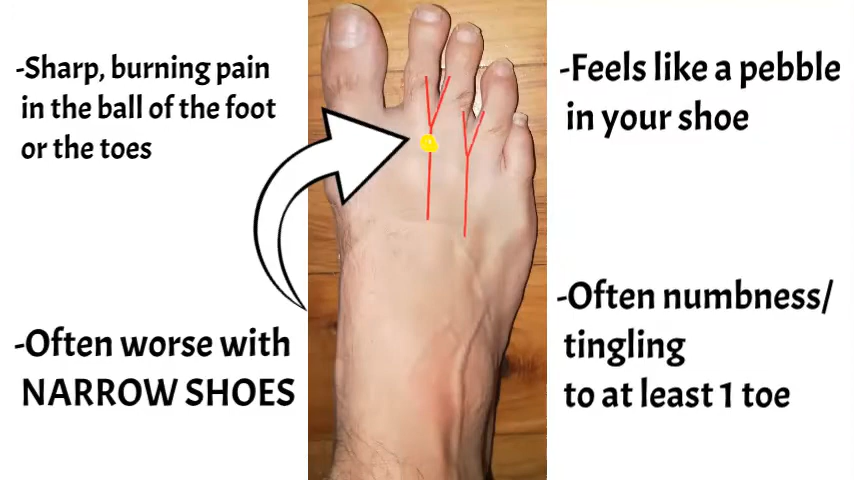 -Sharp, burning pain
in the ball of the foot
or the toes
-Often worse with
NARROW SHOES
-Feels like a pebble
in your shoe
-Often numbness/
tingling
to at least 1 toe